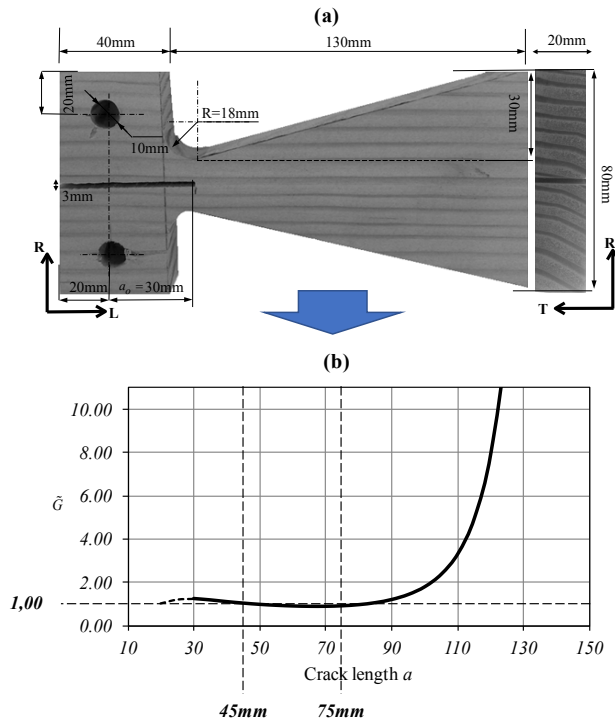 (a)
40mm
130mm
20mm
20mm
R=18mm
30mm
10mm
80mm
3mm
R
R
20mm
aₒ = 30mm
L
T
(b)
10.00
8.00
6.00
G̃
4.00
2.00
1,00
0.00
10 30 50 70 90 110 130 150
Crack length a
45mm 75mm